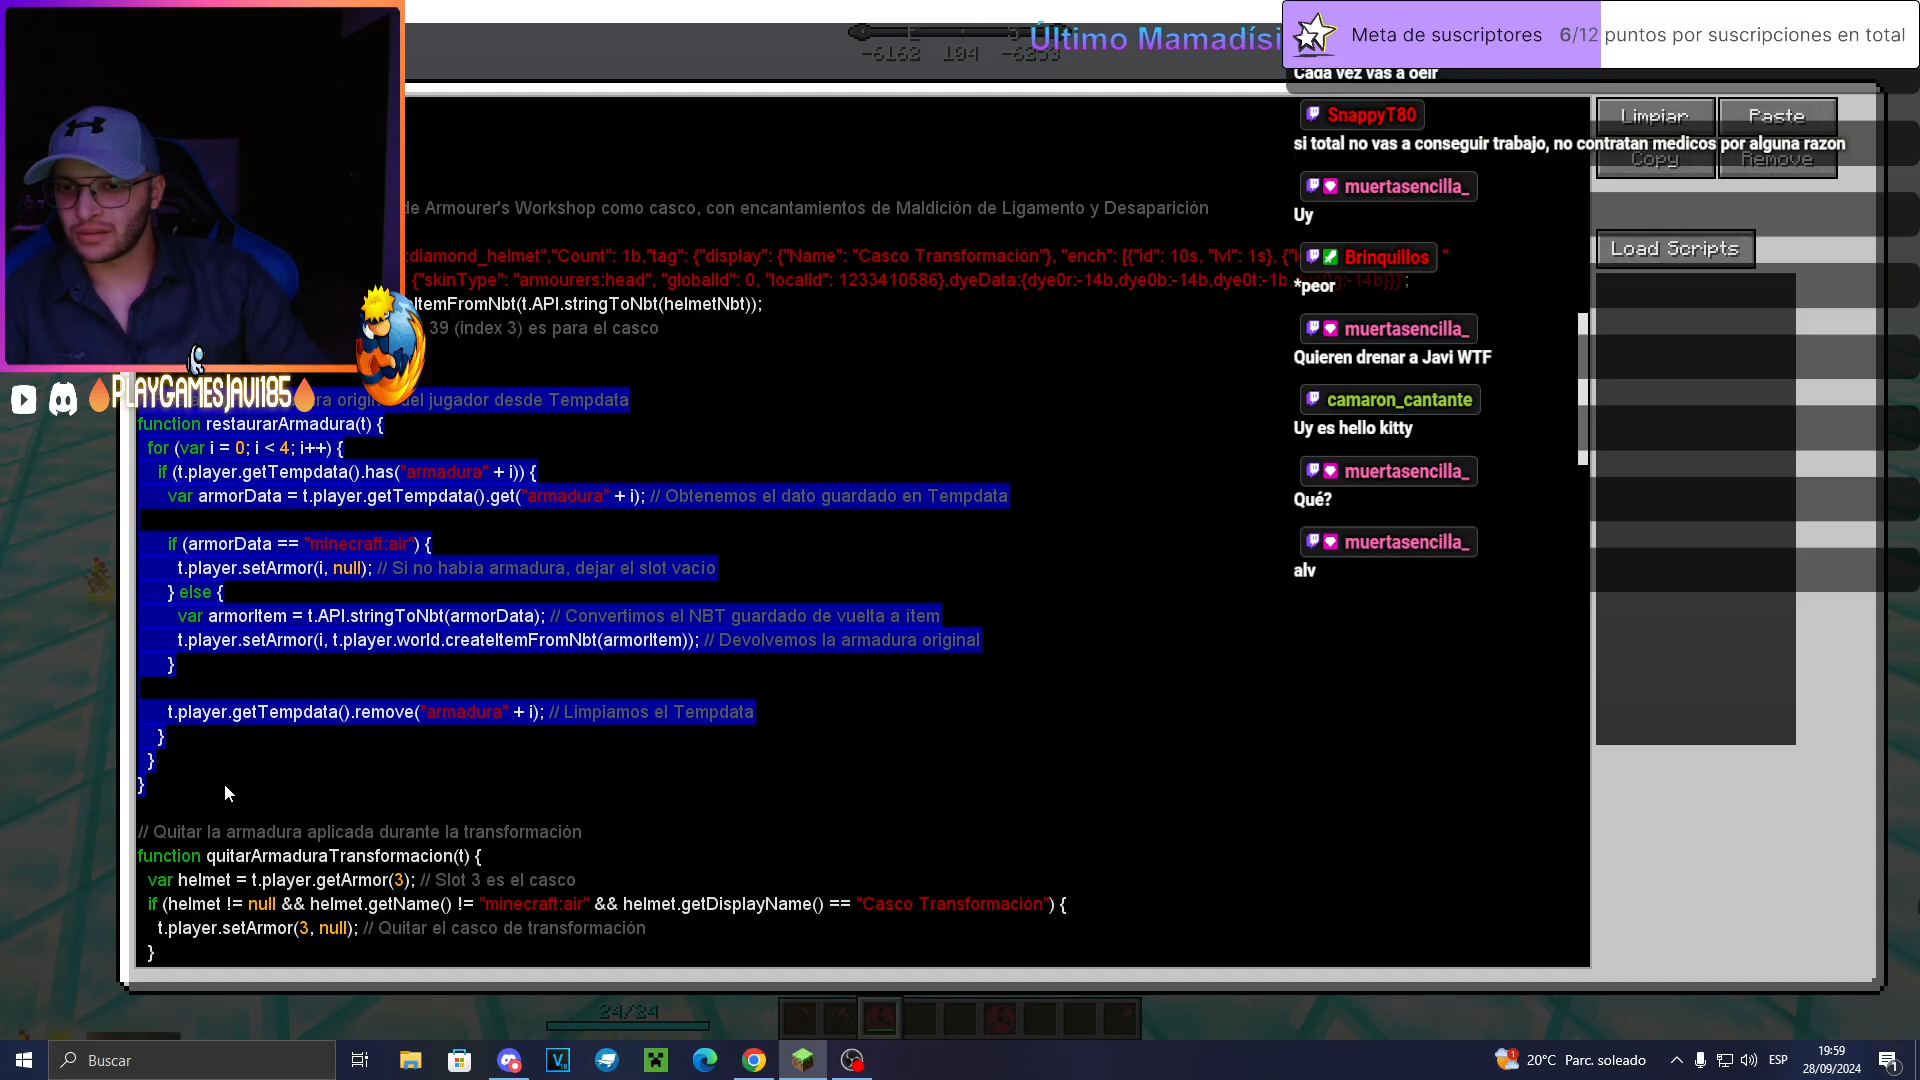 Último Mamadísi
Meta de suscriptores 6/12 puntos por suscripciones en total
-6162 104
Cada vez vas a oeir
SnappyT80
si total no vas a conseguir trabajo, no contratan medicos por alguna razon
muertasencilla_
Uy
Brinquillos
*peor
muertasencilla_
Quieren drenar a Javi WTF
camaron_cantante
Uy es hello kitty
muertasencilla_
Qué?
muertasencilla_
alv
Limpiar Paste
Copy Remove
Load Scripts
de Armourer's Workshop como casco, con encantamientos de Maldición de Ligamento y Desaparición
:diamond_helmet","Count": 1b,"tag": {"display": {"Name": "Casco Transformación"}, "ench": [{"id": 10s, "lvl": 1s}, {"
{"skinType": "armourers:head", "globalId": 0, "localId": 1233410586},dyeData:{dye0r:-14b,dye0b:-14b,dye0t:-1b
ItemFromNbt(t.API.stringToNbt(helmetNbt));
39 (index 3) es para el casco
PLAYGAMESJAVI185
del jugador desde Tempdata
function restaurarArmadura(t) {
for (var i = 0; i < 4; i++) {
if (t.player.getTempdata().has("armadura" + i)) {
var armorData = t.player.getTempdata().get("armadura" + i); // Obtenemos el dato guardado en Tempdata
if (armorData == "minecraft:air") {
t.player.setArmor(i, null); // Si no había armadura, dejar el slot vacío
} else {
var armorItem = t.API.stringToNbt(armorData); // Convertimos el NBT guardado de vuelta a ítem
t.player.setArmor(i, t.player.world.createItemFromNbt(armorItem)); // Devolvemos la armadura original
}
t.player.getTempdata().remove("armadura" + i); // Limpiamos el Tempdata
}
}
}
// Quitar la armadura aplicada durante la transformación
function quitarArmaduraTransformacion(t) {
var helmet = t.player.getArmor(3); // Slot 3 es el casco
if (helmet != null && helmet.getName() != "minecraft:air" && helmet.getDisplayName() == "Casco Transformación") {
t.player.setArmor(3, null); // Quitar el casco de transformación
}
24/24
Buscar
20°C Parc. soleado
ESP
19:59
28/09/2024